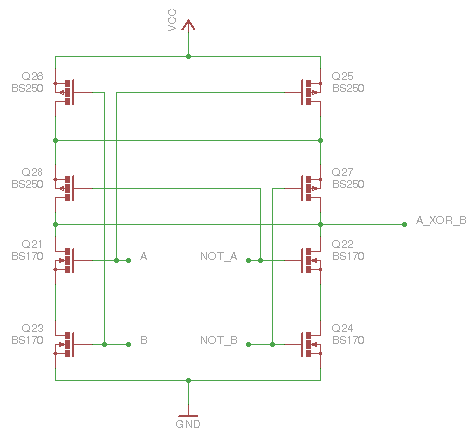 VCC
Q26
BS250
Q25
BS250
Q28
BS250
Q27
BS250
A_XOR_B
Q21
BS170
A
NOT_A
Q22
BS170
Q23
BS170
B
NOT_B
Q24
BS170
GND